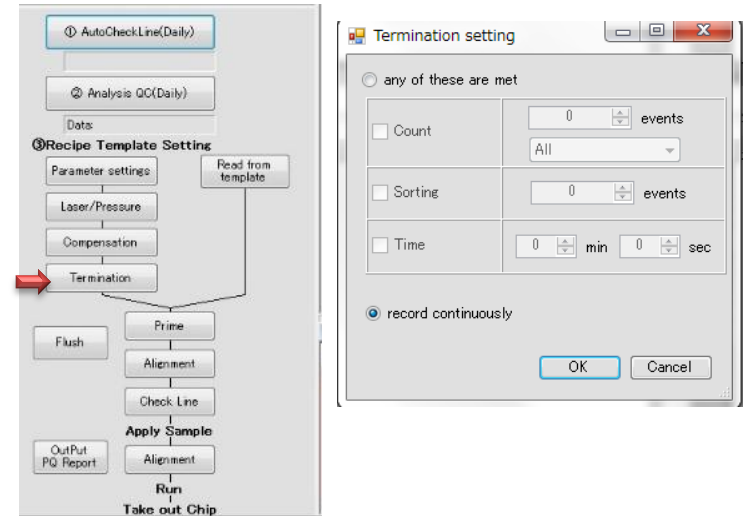 ① AutoCheckLine(Daily)
② Analysis QC(Daily)
Data:
③Recipe Template Setting
Parameter settings
Read from
template
Laser/Pressure
Compensation
Termination
Prime
Flush
Alignment
Check Line
Apply Sample
OutPut
PQ Report
Alignment
Run
Take out Chip
Termination setting
any of these are met
Count
0 events
All
Sorting
0 events
Time
0 min 0 sec
record continuously
OK Cancel